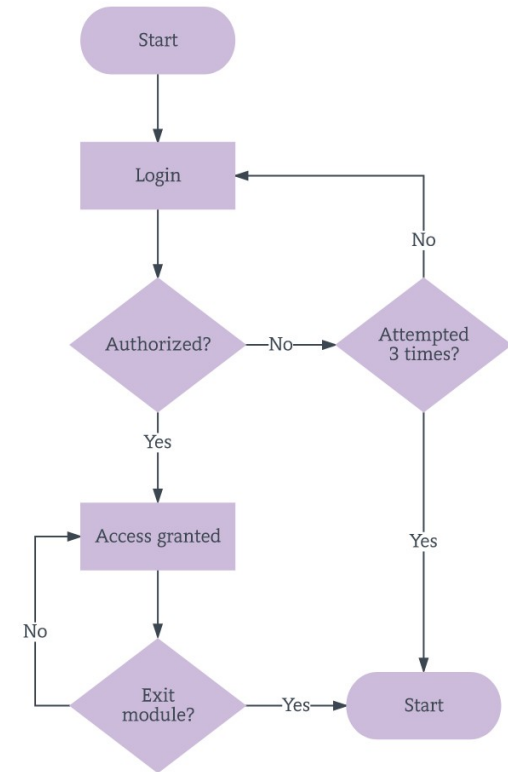 Start
Login
No
Authorized?
No
Attempted
3 times?
Yes
Access granted
Yes
No
Exit
module?
Yes
Start